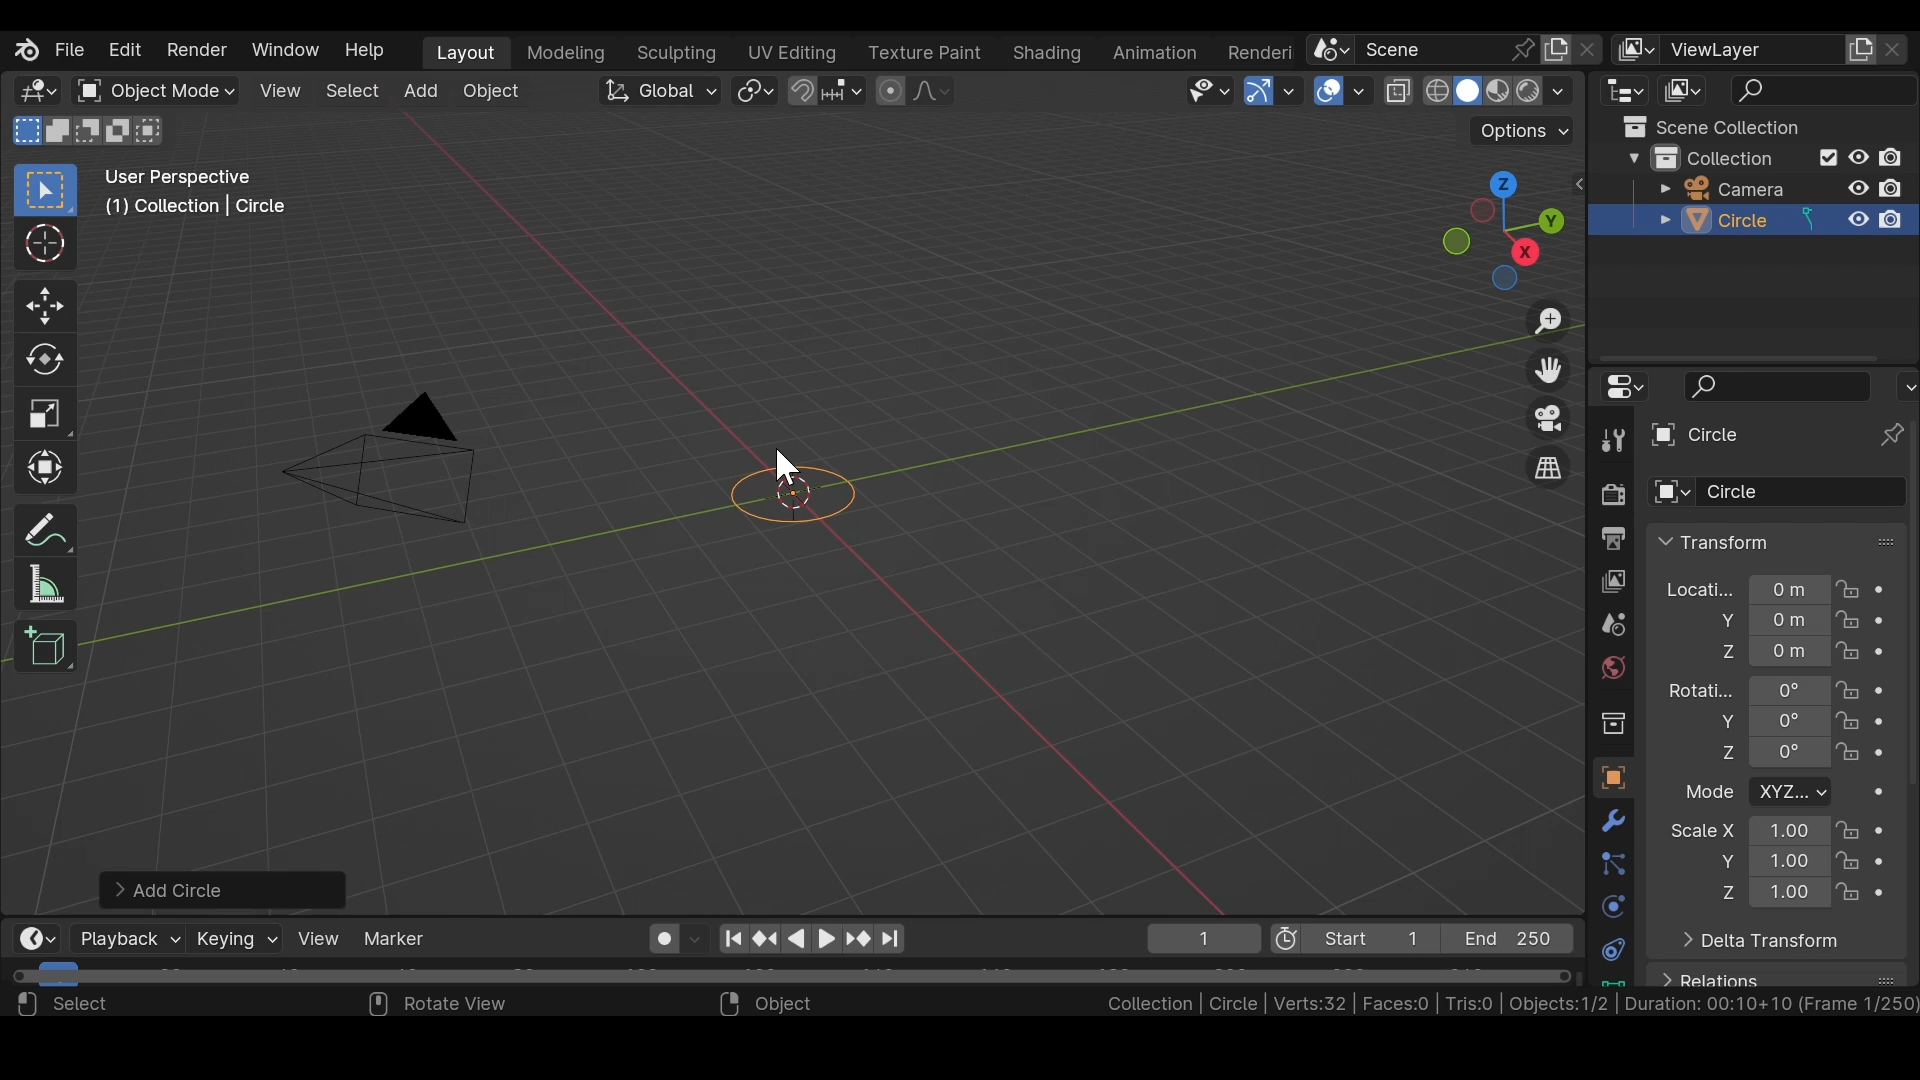 File Edit Render Window Help Layout Modeling Sculpting UV Editing Texture Paint Shading Animation Renderi Scene ViewLayer
Object Mode View Select Add Object Global
Options
User Perspective
(1) Collection | Circle
Z
Y
X
Scene Collection
Collection
Camera
Circle
Circle
Circle
Transform
Locati... 0 m
Y 0 m
Z 0 m
Rotati... 0°
Y 0°
Z 0°
Mode XYZ...
Scale X 1.00
Y 1.00
Z 1.00
Delta Transform
Relations
Add Circle
Playback Keying View Marker 1 Start 1 End 250
Select Rotate View Object Collection | Circle | Verts:32 | Faces:0 | Tris:0 | Objects:1/2 | Duration: 00:10+10 (Frame 1/250)